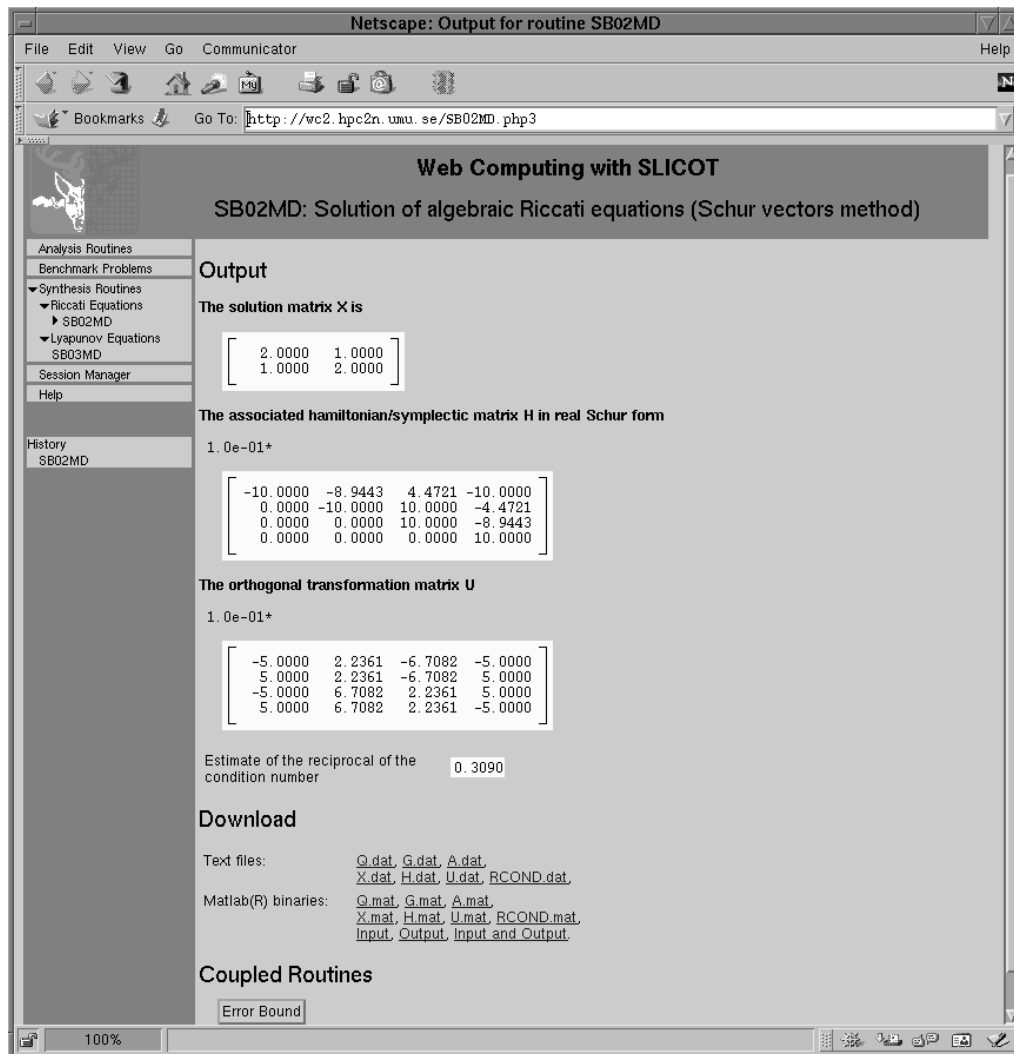 Netscape: Output for routine SB02MD
File Edit View Go Communicator Help
My N
Bookmarks Go To: http://wc2.hpc2n.umu.se/SB02MD.php3
Web Computing with SLICOT
SB02MD: Solution of algebraic Riccati equations (Schur vectors method)
Analysis Routines
Benchmark Problems
Synthesis Routines
Riccati Equations
SB02MD
Lyapunov Equations
SB03MD
Session Manager
Help
History
SB02MD
Output
The solution matrix X is
2.0000 1.0000
1.0000 2.0000
The associated hamiltonian/symplectic matrix H in real Schur form
1.0e-01*
-10.0000 -8.9443 4.4721 -10.0000
0.0000 -10.0000 10.0000 -4.4721
0.0000 0.0000 10.0000 -8.9443
0.0000 0.0000 0.0000 10.0000
The orthogonal transformation matrix U
1.0e-01*
-5.0000 2.2361 -6.7082 -5.0000
5.0000 2.2361 -6.7082 5.0000
-5.0000 6.7082 2.2361 5.0000
5.0000 6.7082 2.2361 -5.0000
Estimate of the reciprocal of the
condition number 0.3090
Download
Text files: Q.dat, G.dat, A.dat,
X.dat, H.dat, U.dat, RCOND.dat,
Matlab(R) binaries: Q.mat, G.mat, A.mat,
X.mat, H.mat, U.mat, RCOND.mat,
Input, Output, Input and Output.
Coupled Routines
Error Bound
100%